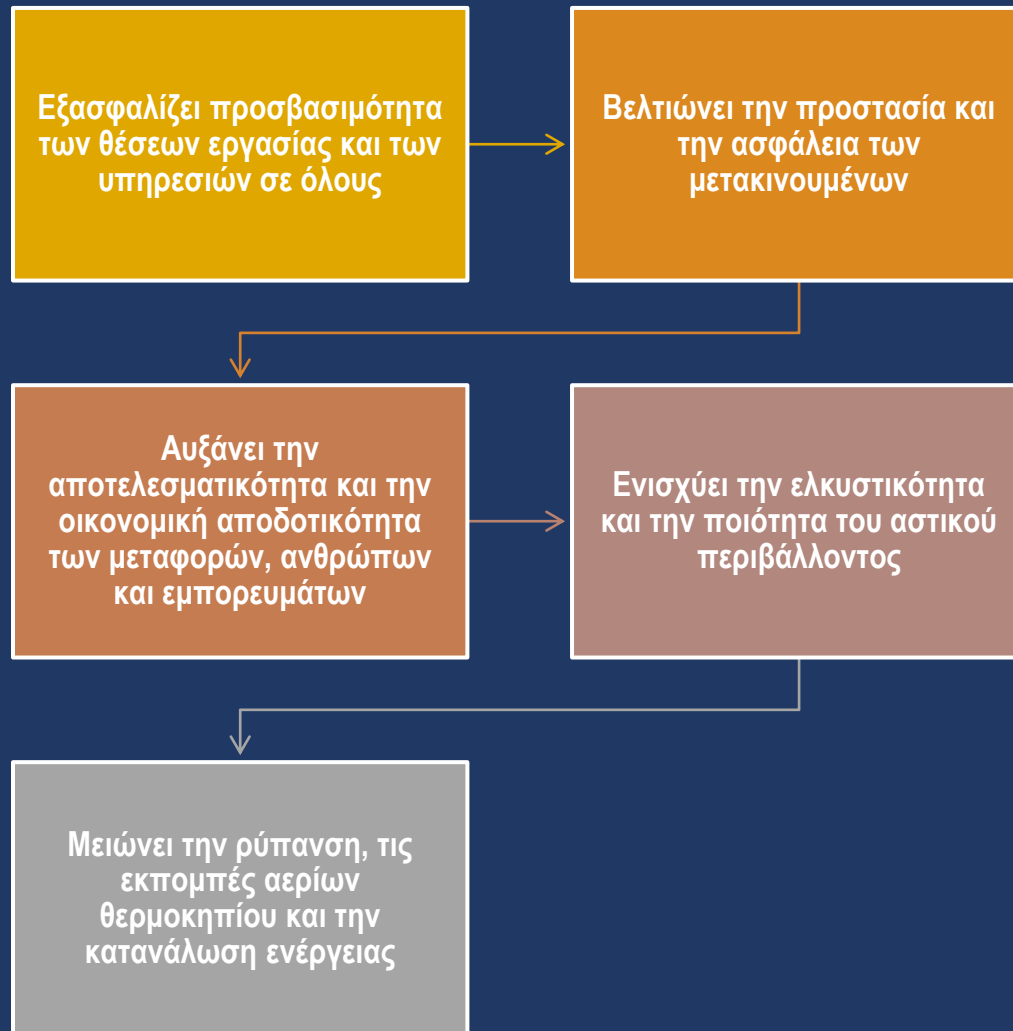 Εξασφαλίζει προσβασιμότητα
των θέσεων εργασίας και των
υπηρεσιών σε όλους
Βελτιώνει την προστασία και
την ασφάλεια των
μετακινουμένων
Αυξάνει την
αποτελεσματικότητα και την
οικονομική αποδοτικότητα
των μεταφορών, ανθρώπων
και εμπορευμάτων
Ενισχύει την ελκυστικότητα
και την ποιότητα του αστικού
περιβάλλοντος
Μειώνει την ρύπανση, τις
εκπομπές αερίων
θερμοκηπίου και την
κατανάλωση ενέργειας